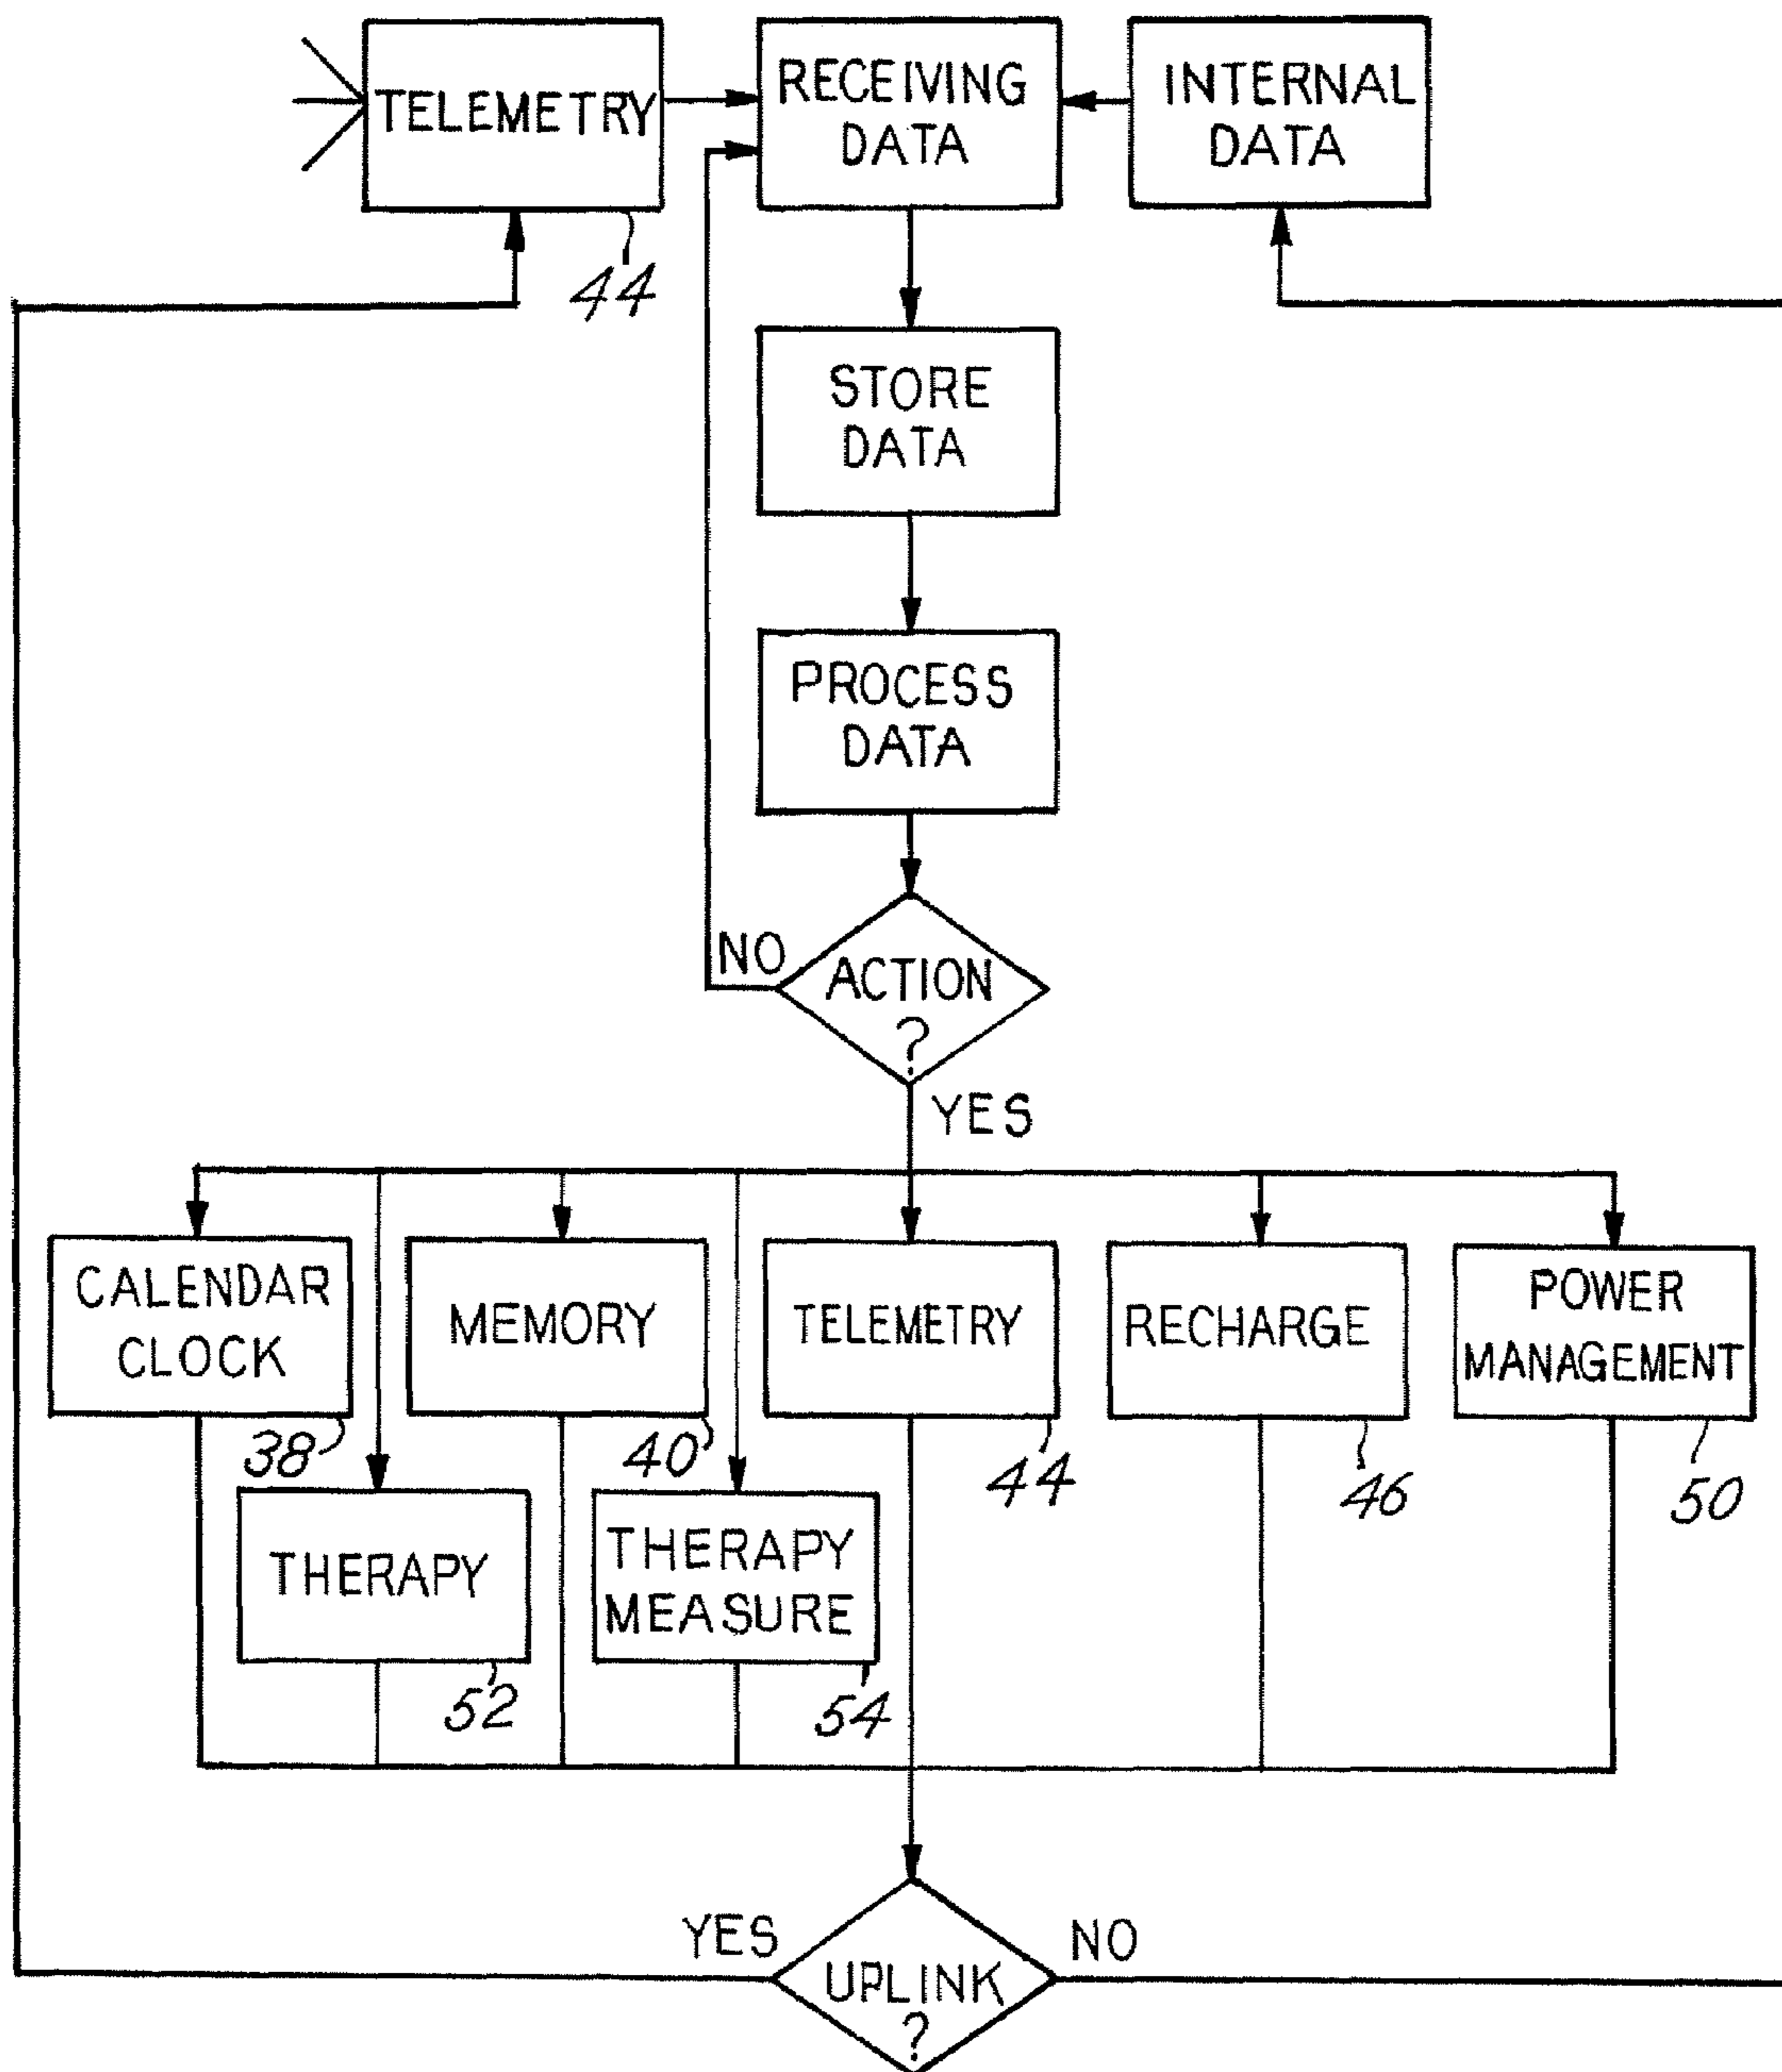 TELEMETRY
44
RECEIVING
DATA
INTERNAL
DATA
STORE
DATA
PROCESS
DATA
NO
ACTION
?
YES
CALENDAR
CLOCK
38
MEMORY
40
TELEMETRY
44
RECHARGE
46
POWER
MANAGEMENT
50
THERAPY
52
THERAPY
MEASURE
54
YES
UPLINK
?
NO